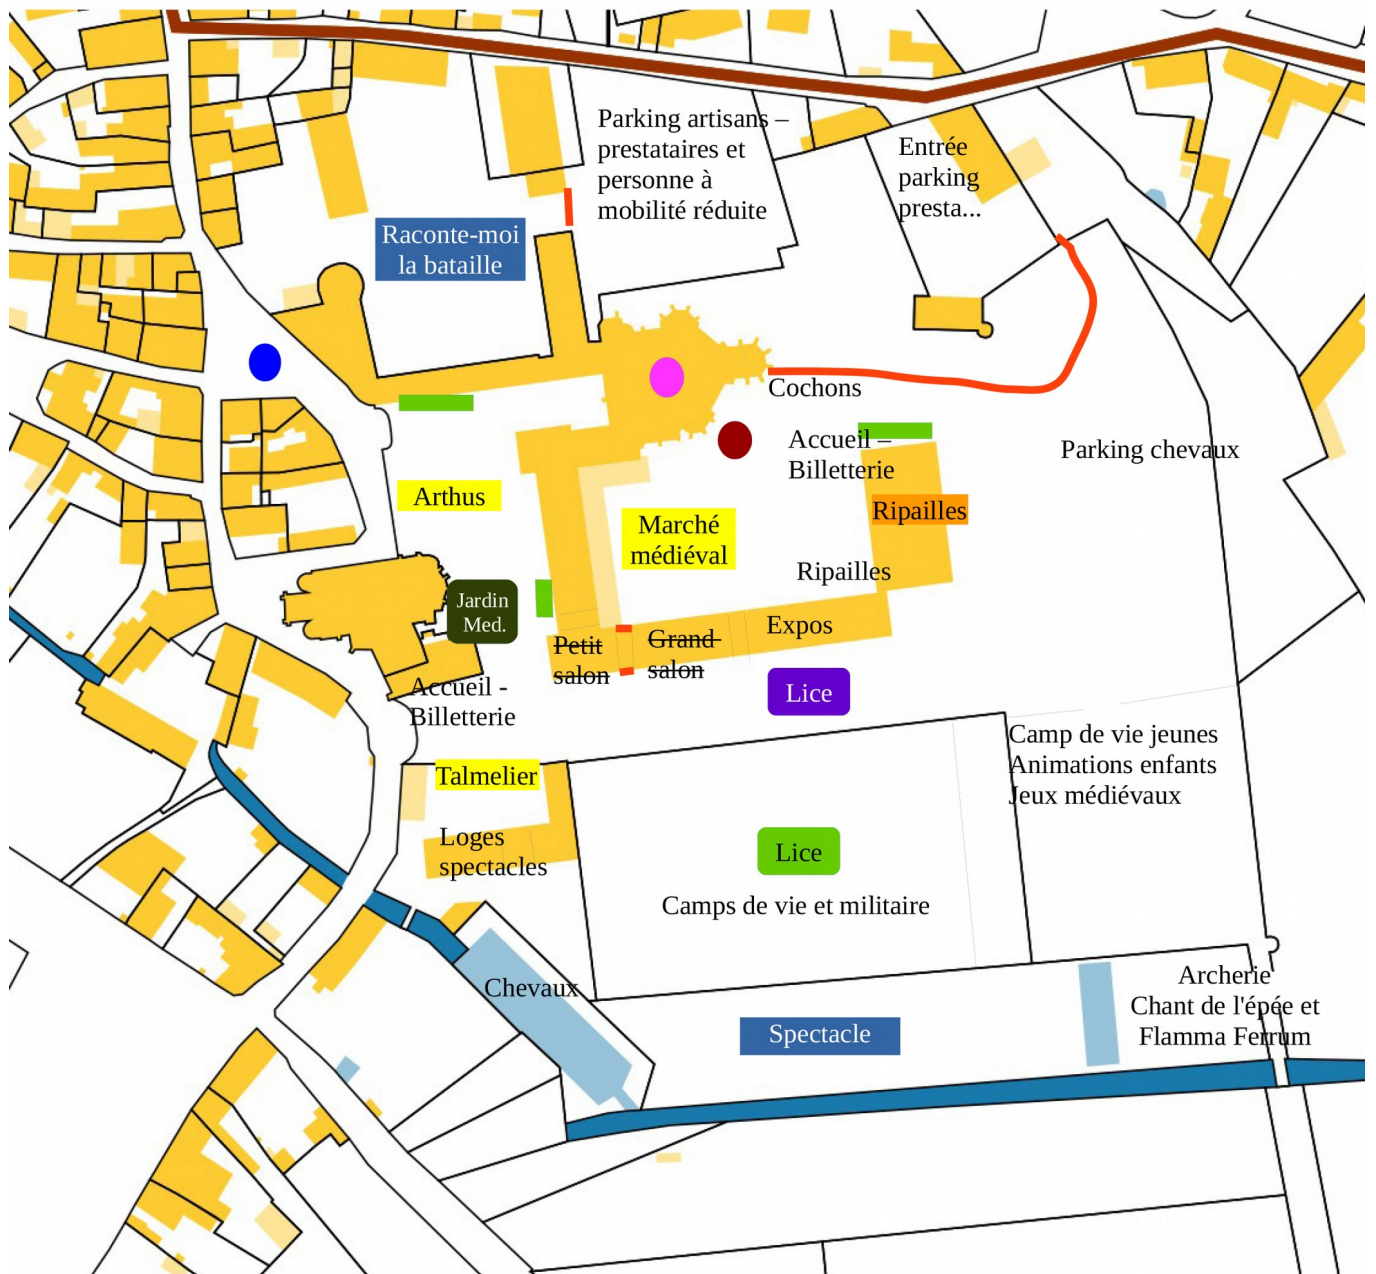 Parking artisans –
prestataires et
personne à
mobilité réduite
Entrée
parking
presta...
Raconte-moi
la bataille
Cochons
Accueil –
Billetterie
Parking chevaux
Arthus
Marché
médiéval
Ripailles
Ripailles
Jardin
Med.
Petit
salon
Grand
salon
Expos
Lice
Accueil -
Billetterie
Camp de vie jeunes
Animations enfants
Jeux médiévaux
Talmelier
Loges
spectacles
Lice
Camps de vie et militaire
Chevaux
Archerie
Chant de l'épée et
Flamma Ferrum
Spectacle